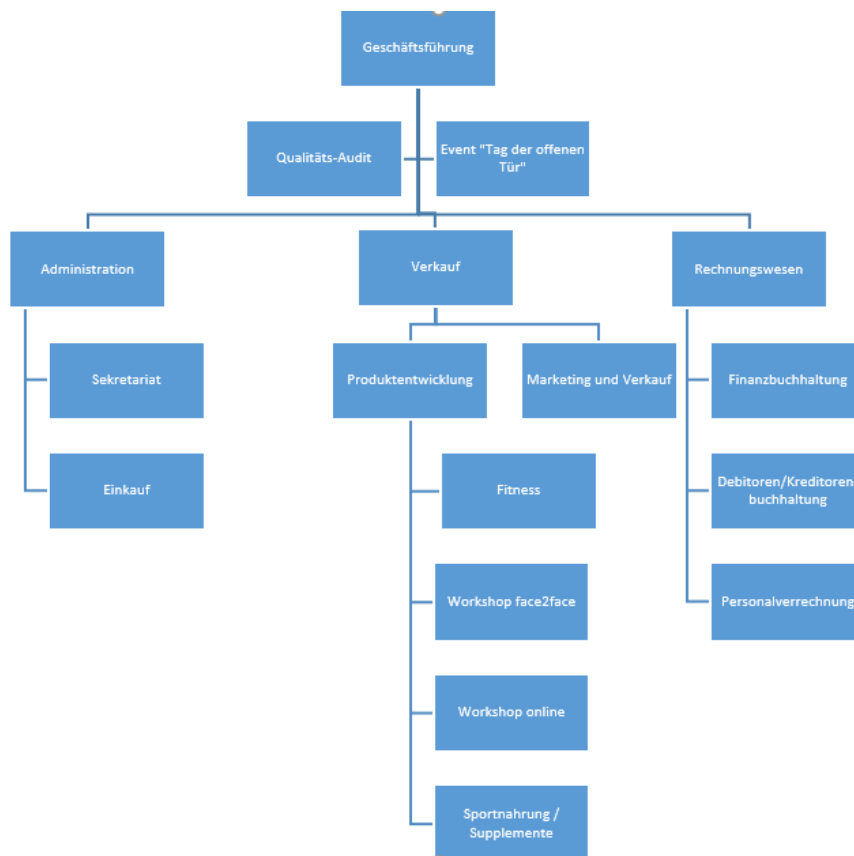 Geschäftsführung
Qualitäts-Audit
Event "Tag der offenen
Tür"
Administration
Verkauf
Rechnungswesen
Sekretariat
Produktentwicklung
Marketing und Verkauf
Finanzbuchhaltung
Einkauf
Fitness
Debitoren/Kreditoren
buchhaltung
Workshop face2face
Personalverrechnung
Workshop online
Sportnahrung /
Supplemente